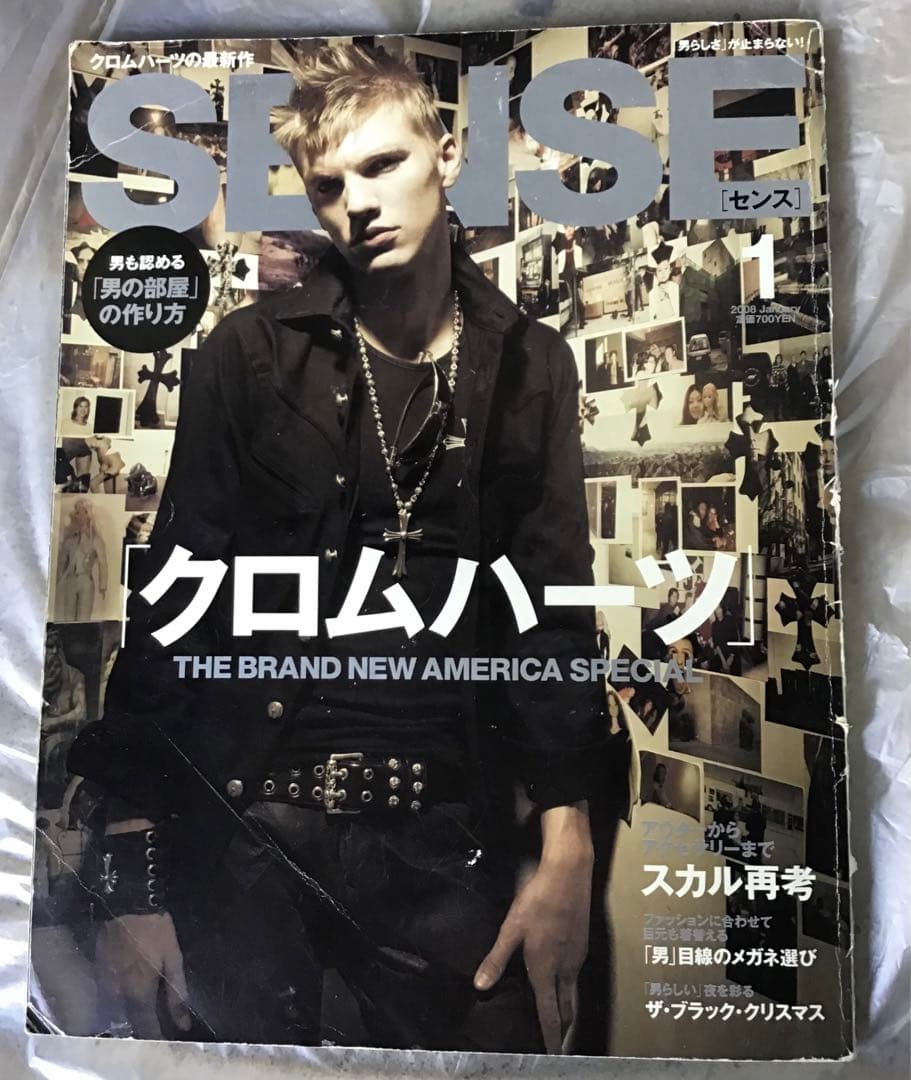 クロムハーツの最新作
「男らしさ」が止まらない!
SENSE
[センス]
1
2008 January
定価700YEN
男も認める
「男の部屋」
の作り方
「クロムハーツ」
THE BRAND NEW AMERICA SPECIAL
アウターから
アクセサリーまで
スカル再考
ファッションに合わせて
目元も着替える
「男」目線のメガネ選び
「男らしい」夜を彩る
ザ・ブラック・クリスマス